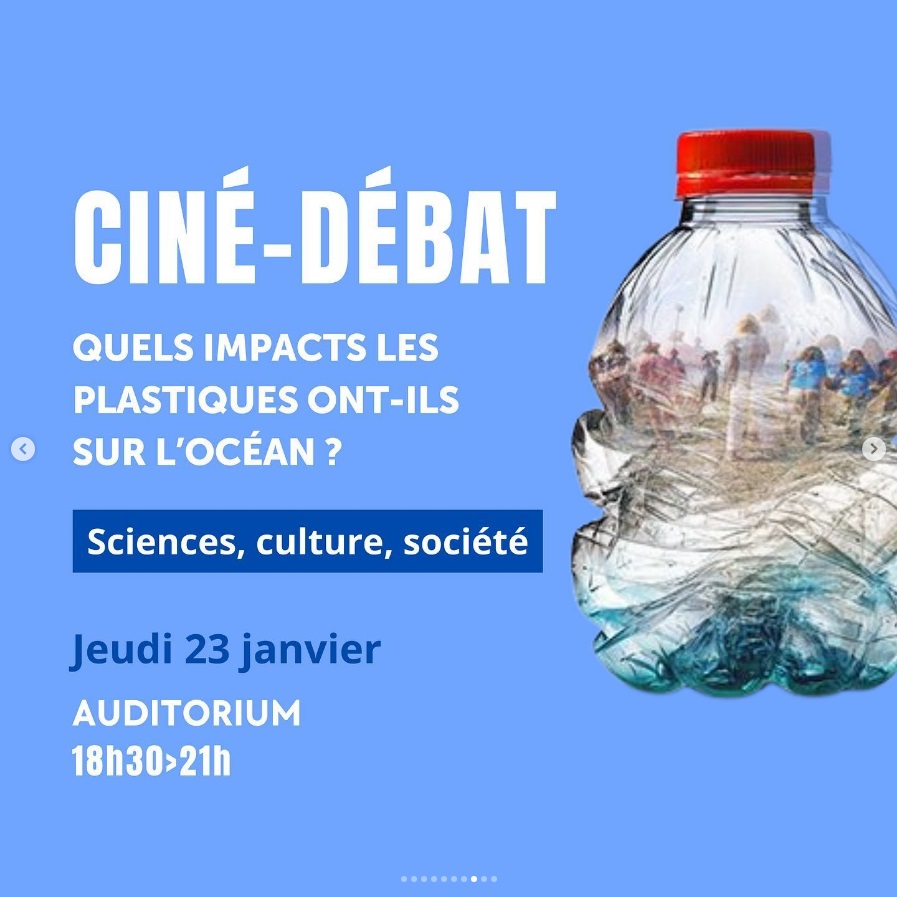 CINÉ-DÉBAT
QUELS IMPACTS LES
PLASTIQUES ONT-ILS
SUR L'OCÉAN ?
Sciences, culture, société
Jeudi 23 janvier
AUDITORIUM
18h30>21h